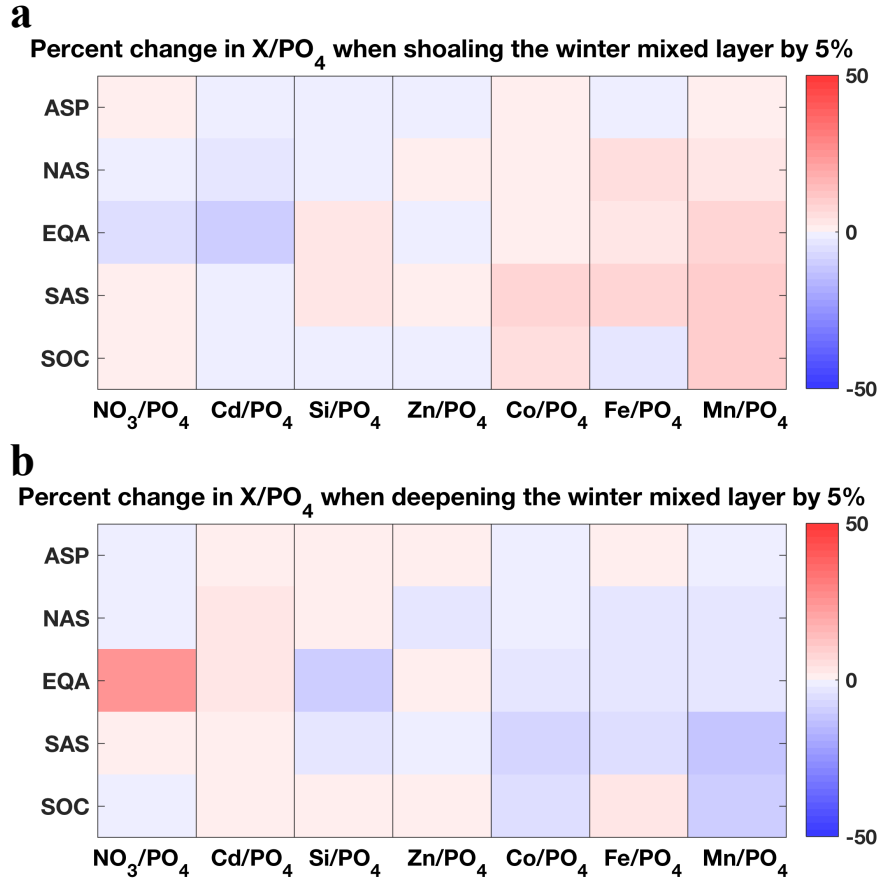 a
Percent change in X/PO4 when shoaling the winter mixed layer by 5%
ASP
NAS
EQA
SAS
SOC
NO3/PO4 Cd/PO4 Si/PO4 Zn/PO4 Co/PO4 Fe/PO4 Mn/PO4
50
0
-50
b
Percent change in X/PO4 when deepening the winter mixed layer by 5%
ASP
NAS
EQA
SAS
SOC
NO3/PO4 Cd/PO4 Si/PO4 Zn/PO4 Co/PO4 Fe/PO4 Mn/PO4
50
0
-50